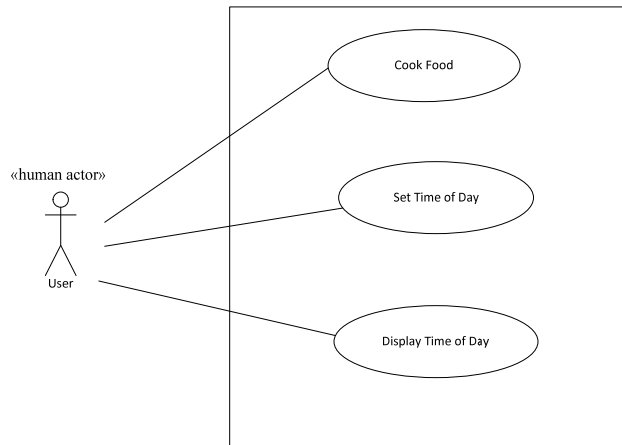 Cook Food
«human actor»
Set Time of Day
User
Display Time of Day